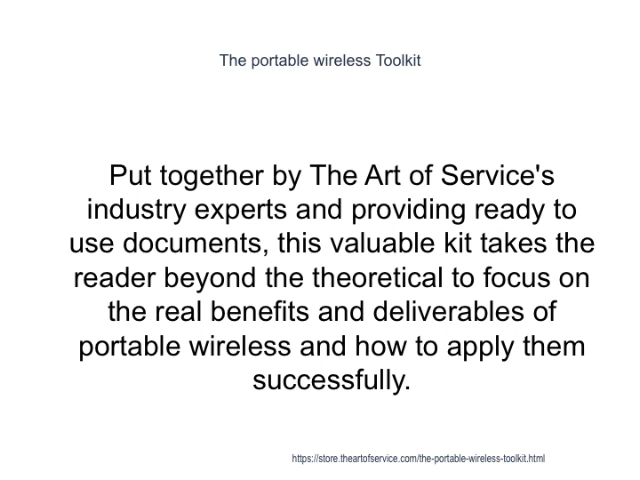 The portable wireless Toolkit
Put together by The Art of Service's
industry experts and providing ready to
use documents, this valuable kit takes the
reader beyond the theoretical to focus on
the real benefits and deliverables of
portable wireless and how to apply them
successfully.
https://store.theartofservice.com/the-portable-wireless-toolkit.html